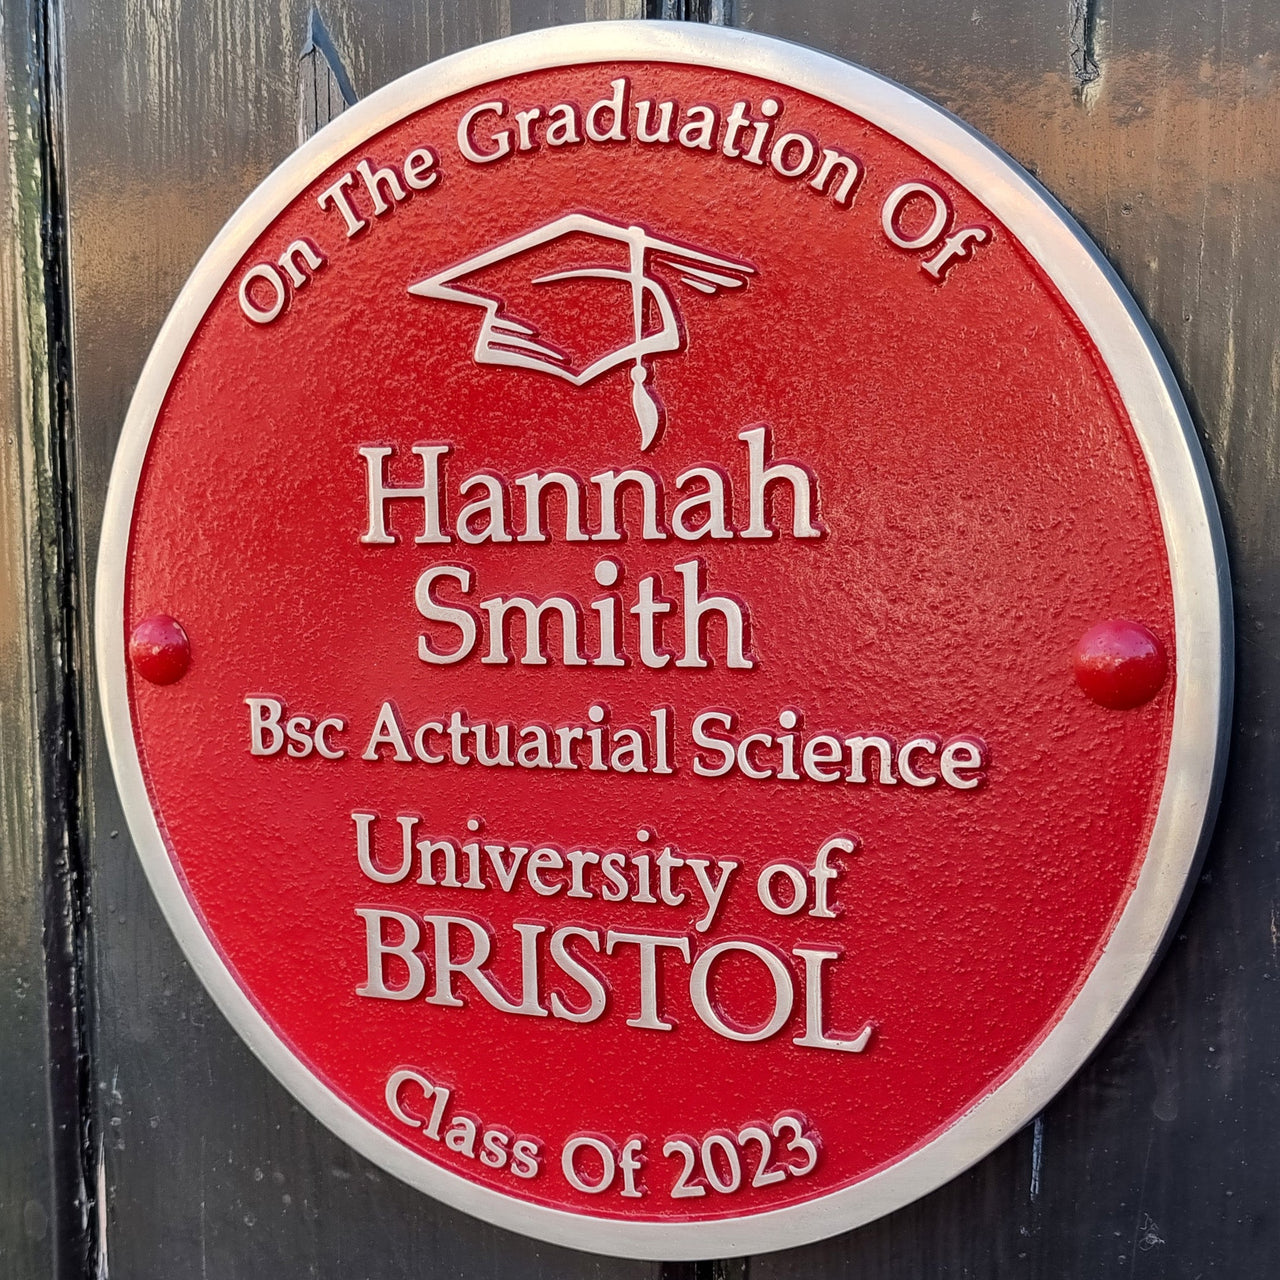 On The Graduation Of
Hannah
Smith
Bsc Actuarial Science
University of
BRISTOL
Class Of 2023